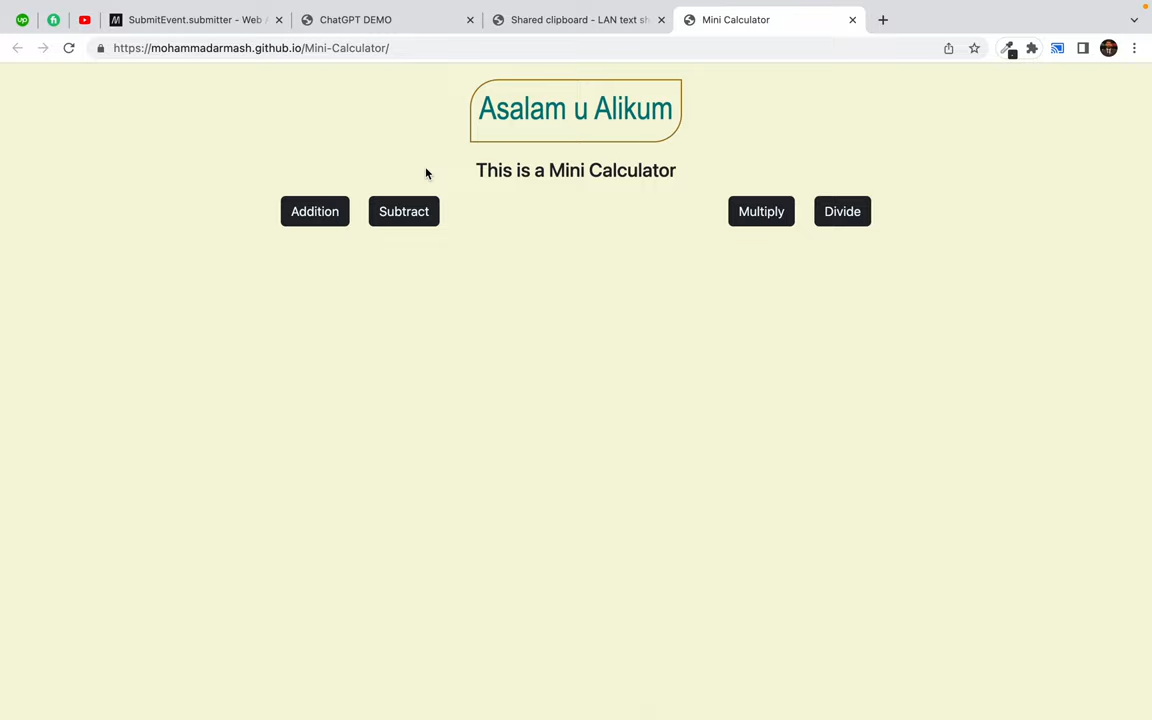 SubmitEvent.submitter - Web
ChatGPT DEMO
Shared clipboard - LAN text sh
Mini Calculator
https://mohammadarmash.github.io/Mini-Calculator/
Asalam u Alikum
This is a Mini Calculator
Addition Subtract Multiply Divide